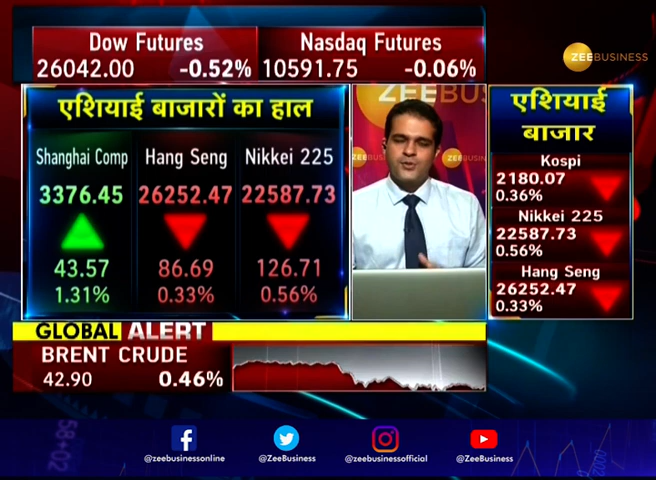 Dow Futures
26042.00 -0.52%
Nasdaq Futures
10591.75 -0.06%
ZEEBUSINESS
एशियाई बाजारों का हाल
Shanghai Comp
3376.45
43.57
1.31%
Hang Seng
26252.47
86.69
0.33%
Nikkei 225
22587.73
126.71
0.56%
ZEEBUS
ZEEBUSINESS
एशियाई
बाजार
Kospi
2180.07
0.36%
Nikkei 225
22587.73
0.56%
Hang Seng
26252.47
0.33%
GLOBAL ALERT
BRENT CRUDE
42.90 0.46%
@zeebusinessonline
@ZeeBusiness
@zeebusinessofficial
@ZeeBusiness